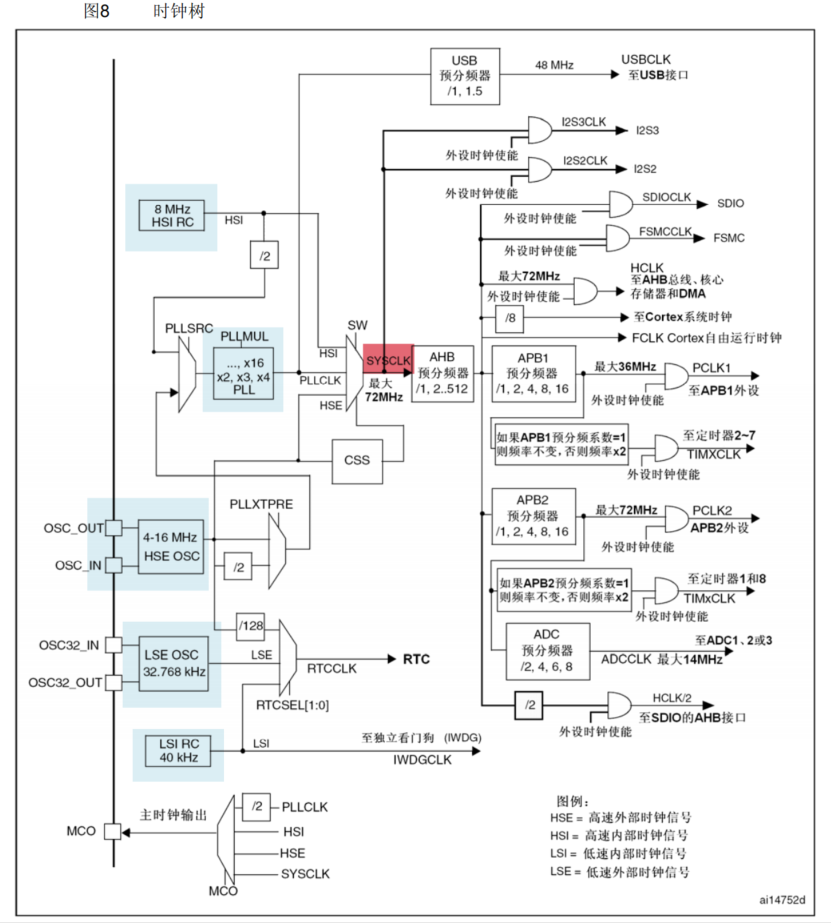 图8 时钟树
USB
预分频器
/1, 1.5
48 MHz
USBCLK
至USB接口
I2S3CLK
I2S3
外设时钟使能
I2S2CLK
I2S2
外设时钟使能
8 MHz
HSI RC
HSI
/2
SDIOCLK
SDIO
外设时钟使能
FSMCCLK
FSMC
外设时钟使能
最大72MHz
HCLK
至AHB总线、核心
存储器和DMA
外设时钟使能
/8
至Cortex系统时钟
FCLK Cortex自由运行时钟
PLLSRC
PLLMUL
..., x16
x2, x3, x4
PLL
SW
HSI
PLLCLK
HSE
SYSCLK
最大
72MHz
AHB
预分频器
/1, 2..512
APB1
预分频器
/1, 2, 4, 8, 16
最大36MHz
PCLK1
至APB1外设
外设时钟使能
如果APB1预分频系数=1
则频率不变，否则频率x2
至定时器2~7
TIMXCLK
外设时钟使能
CSS
PLLXTPRE
OSC_OUT
OSC_IN
4-16 MHz
HSE OSC
/2
APB2
预分频器
/1, 2, 4, 8, 16
最大72MHz
PCLK2
APB2外设
外设时钟使能
如果APB2预分频系数=1
则频率不变，否则频率x2
至定时器1和8
TIMxCLK
外设时钟使能
ADC
预分频器
/2, 4, 6, 8
至ADC1、2或3
ADCCLK 最大14MHz
/2
HCLK/2
至SDIO的AHB接口
外设时钟使能
/128
OSC32_IN
OSC32_OUT
LSE OSC
32.768 kHz
LSE
RTCCLK
RTC
RTCSEL[1:0]
LSI RC
40 kHz
LSI
至独立看门狗 (IWDG)
IWDGCLK
MCO
主时钟输出
/2
PLLCLK
HSI
HSE
SYSCLK
MCO
图例：
HSE = 高速外部时钟信号
HSI = 高速内部时钟信号
LSI = 低速内部时钟信号
LSE = 低速外部时钟信号
ai14752d